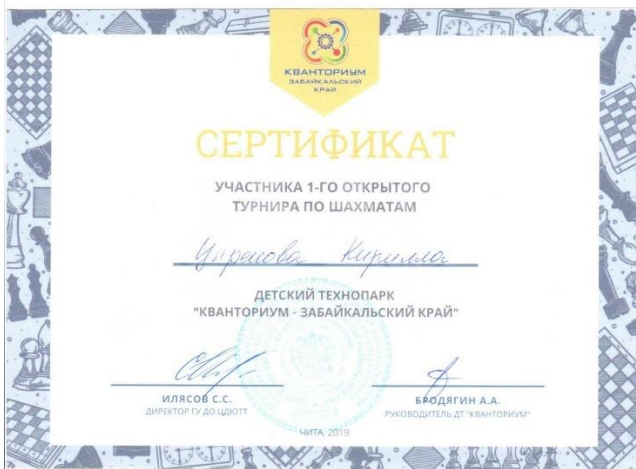 КВАНТОРИУМ
ЗАБАЙКАЛЬСКИЙ
КРАЙ
СЕРТИФИКАТ
УЧАСТНИКА 1-ГО ОТКРЫТОГО
ТУРНИРА ПО ШАХМАТАМ
Кирилла
ДЕТСКИЙ ТЕХНОПАРК
"КВАНТОРИУМ - ЗАБАЙКАЛЬСКИЙ КРАЙ"
ИЛЯСОВ С.С.
ДИРЕКТОР ГУ ДО ЦДЮТТ
БРОДЯГИН А.А.
РУКОВОДИТЕЛЬ ДТ "КВАНТОРИУМ"
ЧИТА, 2019